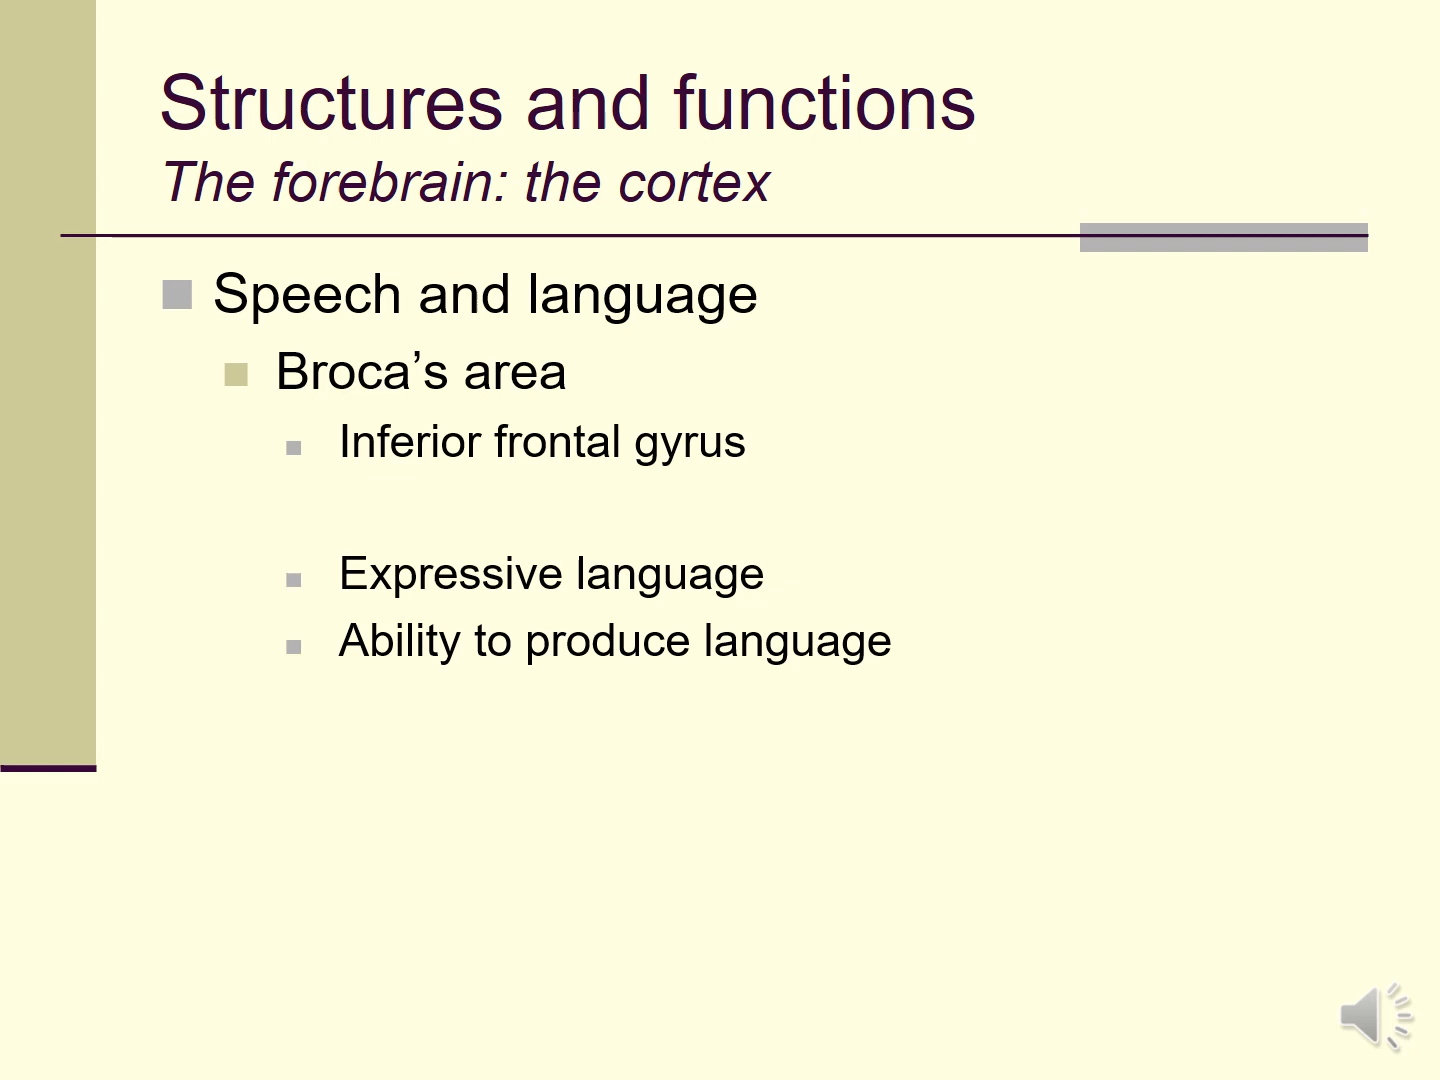 Structures and functions
The forebrain: the cortex
Speech and language
Broca’s area
Inferior frontal gyrus
Expressive language
Ability to produce language